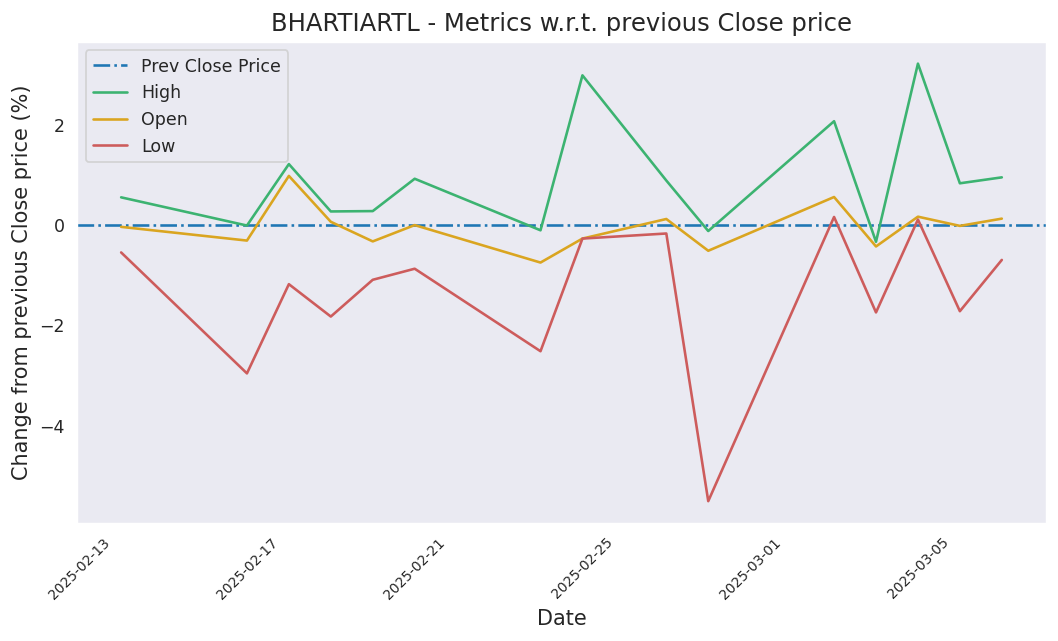 BHARTIARTL - Metrics w.r.t. previous Close price
Change from previous Close price (%)
Prev Close Price
High
Open
Low
2
0
−2
−4
2025-02-13
2025-02-17
2025-02-21
2025-02-25
2025-03-01
2025-03-05
Date